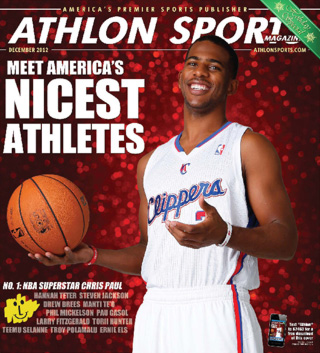 AMERICA'S PREMIER SPORTS PUBLISHER
ATHLON SPORTS
MAGAZINE
DECEMBER 2012
ATHLONSPORTS.COM
MEET AMERICA'S
NICEST
ATHLETES
Clippers
NBA
NO. 1: NBA SUPERSTAR CHRIS PAUL
HANNAH TETER STEVEN JACKSON
DREW BREES MANTI TE'O
PHIL MICKELSON PAU GASOL
LARRY FITZGERALD TORII HUNTER
TEEMU SELANNE TROY POLAMALU ERNIE ELS